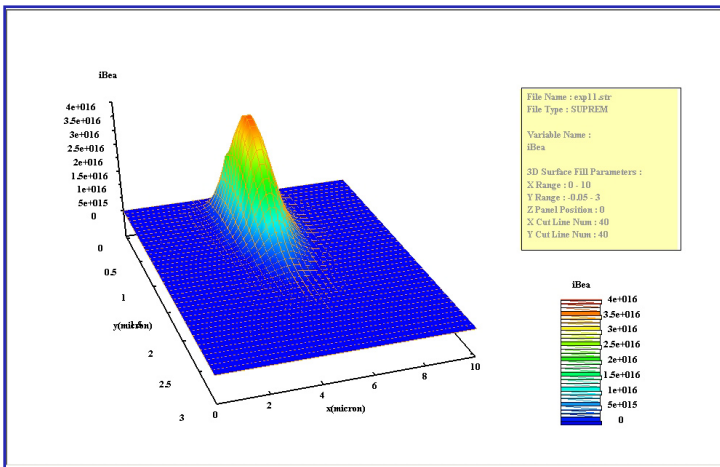 iBea
4e+016
3.5e+016
3e+016
2.5e+016
2e+016
1.5e+016
1e+016
5e+015
0
0
0.5
1
1.5
y(micron)
2
2.5
3
0
2
4
6
8
10
x(micron)
File Name : exp11.str
File Type : SUPREM
Variable Name :
iBea
3D Surface Fill Parameters :
X Range : 0 - 10
Y Range : -0.05 - 3
Z Panel Position : 0
X Cut Line Num : 40
Y Cut Line Num : 40
iBea
4e+016
3.5e+016
3e+016
2.5e+016
2e+016
1.5e+016
1e+016
5e+015
0